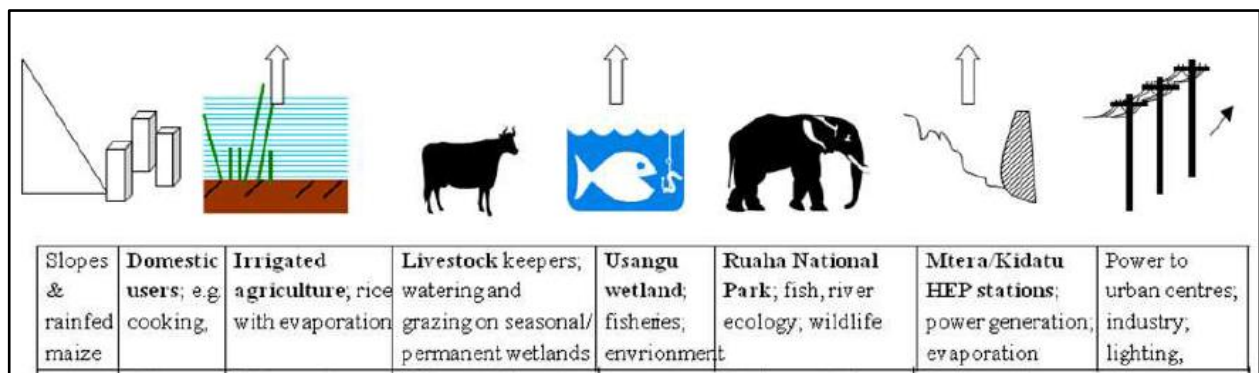 Slopes
&
rainfed
maize
Domestic
users; e.g.
cooking,
Irrigated
agriculture; rice
with evaporation
Livestock keepers;
watering and
grazing on seasonal/
permanent wetlands
Usangu
wetland;
fisheries;
envrionment
Ruaha National
Park; fish, river
ecology; wildlife
Mtera/Kidatu
HEP stations;
power generation;
evaporation
Power to
urban centres;
industry;
lighting,